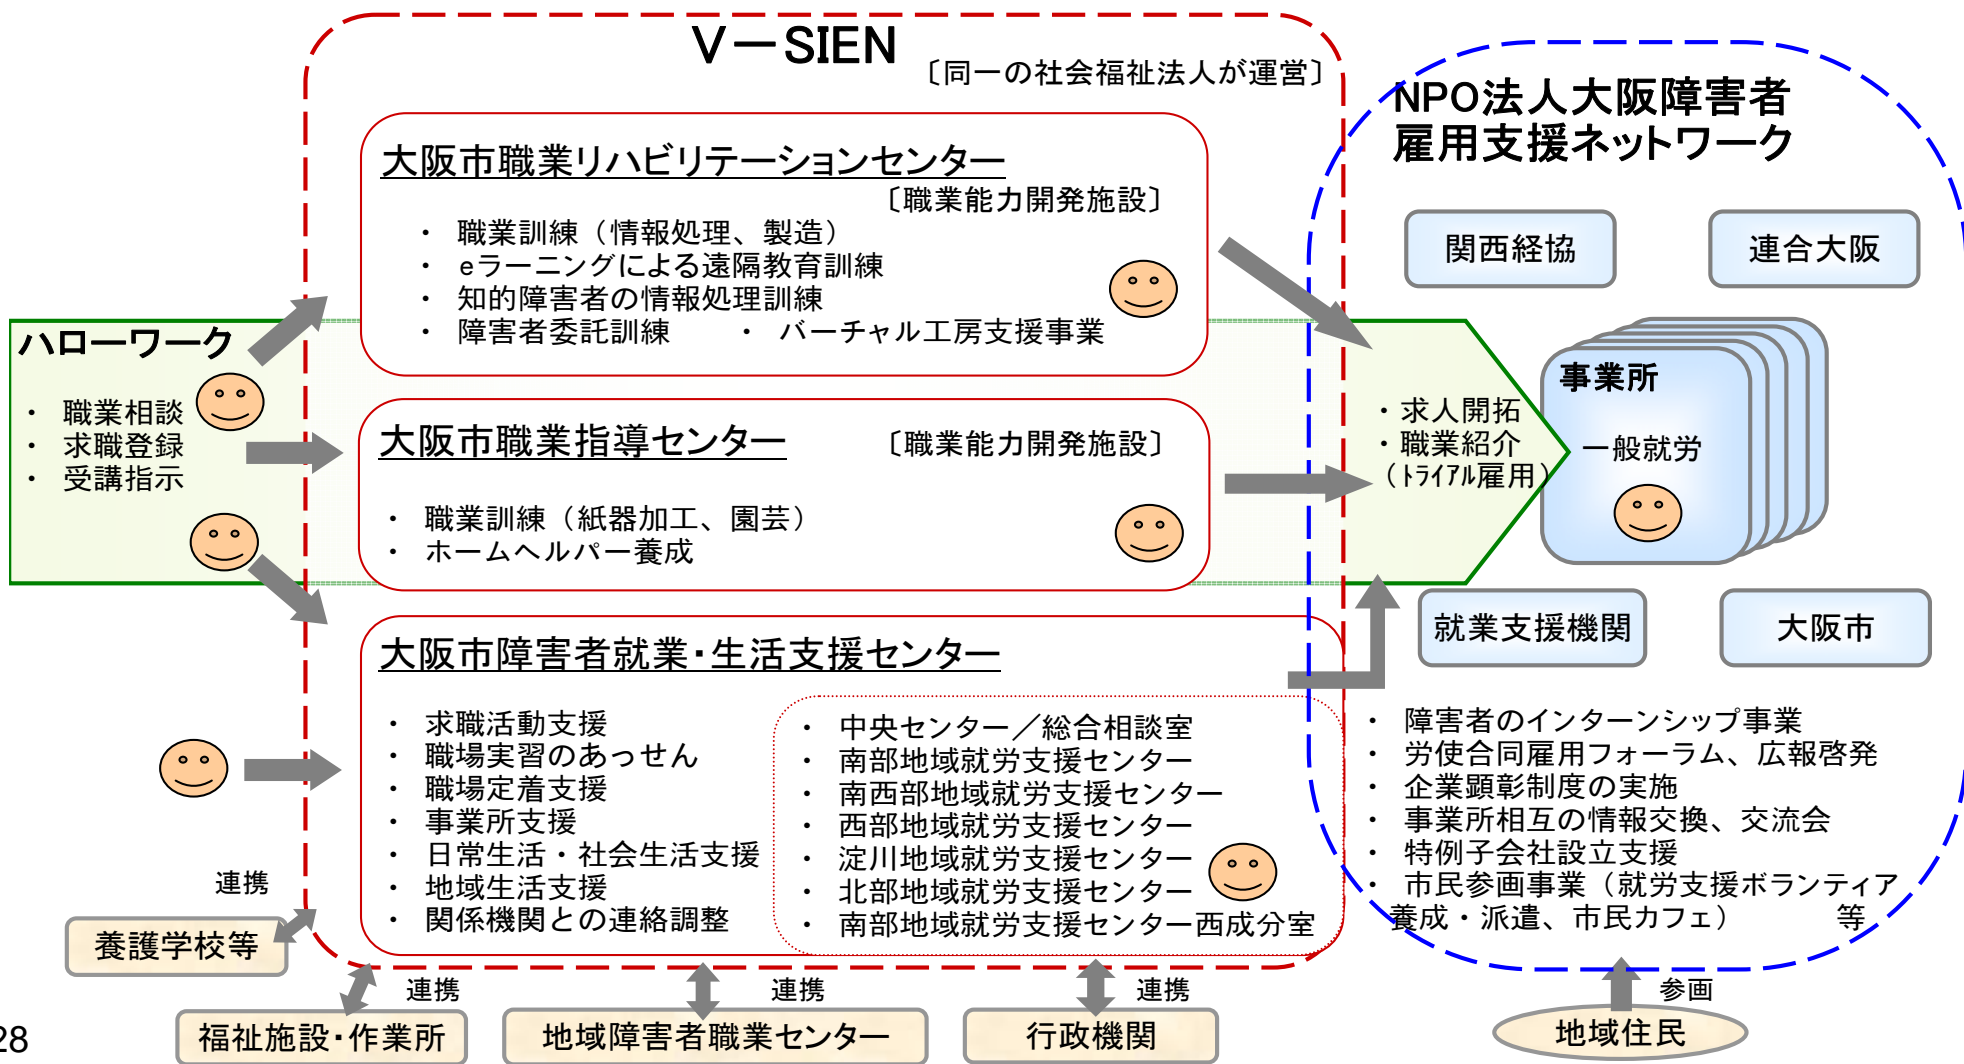 V－SIEN
〔同一の社会福祉法人が運営〕
NPO法人大阪障害者
雇用支援ネットワーク
大阪市職業リハビリテーションセンター
〔職業能力開発施設〕
・ 職業訓練（情報処理、製造）
・ eラーニングによる遠隔教育訓練
・ 知的障害者の情報処理訓練
・ 障害者委託訓練 ・ バーチャル工房支援事業
関西経協
連合大阪
ハローワーク
・ 職業相談
・ 求職登録
・ 受講指示
大阪市職業指導センター
〔職業能力開発施設〕
・ 職業訓練（紙器加工、園芸）
・ ホームヘルパー養成
・求人開拓
・職業紹介
（ﾄﾗｲｱﾙ雇用）
事業所
一般就労
就業支援機関
大阪市
大阪市障害者就業・生活支援センター
・ 求職活動支援
・ 職場実習のあっせん
・ 職場定着支援
・ 事業所支援
・ 日常生活・社会生活支援
・ 地域生活支援
・ 関係機関との連絡調整
・ 中央センター／総合相談室
・ 南部地域就労支援センター
・ 南西部地域就労支援センター
・ 西部地域就労支援センター
・ 淀川地域就労支援センター
・ 北部地域就労支援センター
・ 南部地域就労支援センター西成分室
・ 障害者のインターンシップ事業
・ 労使合同雇用フォーラム、広報啓発
・ 企業顕彰制度の実施
・ 事業所相互の情報交換、交流会
・ 特例子会社設立支援
・ 市民参画事業（就労支援ボランティア
養成・派遣、市民カフェ） 等
連携
養護学校等
連携
連携
連携
参画
福祉施設・作業所
地域障害者職業センター
行政機関
地域住民
28